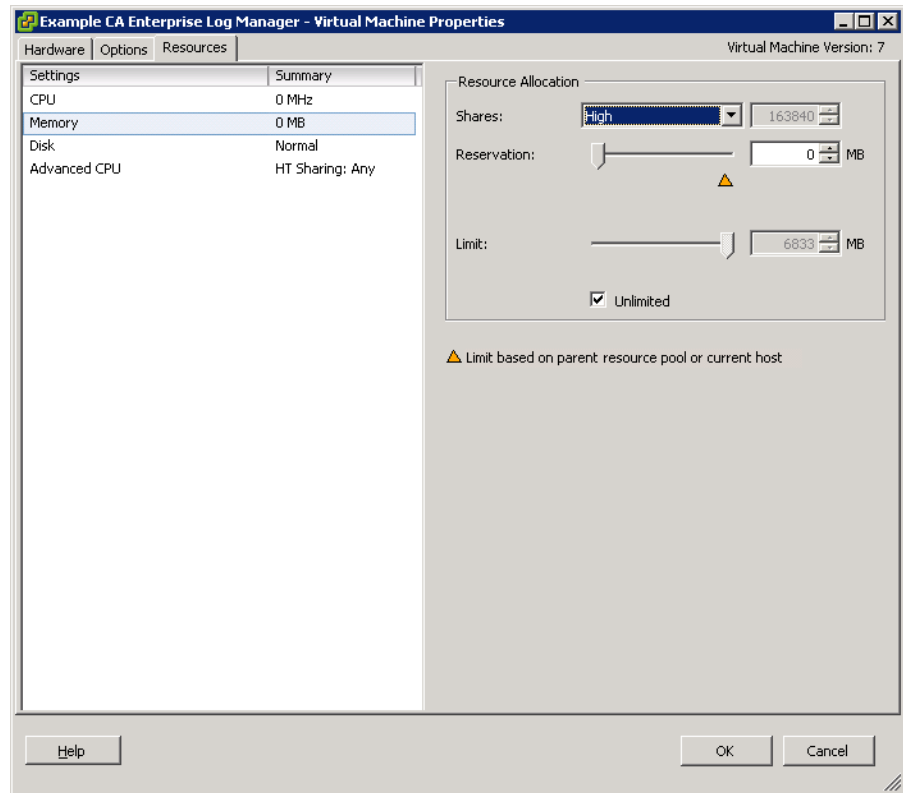 Example CA Enterprise Log Manager - Virtual Machine Properties
Hardware Options Resources Virtual Machine Version: 7
Settings Summary
CPU 0 MHz
Memory 0 MB
Disk Normal
Advanced CPU HT Sharing: Any
Resource Allocation
Shares: High 163840
Reservation: 0 MB
Limit: 6833 MB
Unlimited
Limit based on parent resource pool or current host
Help OK Cancel